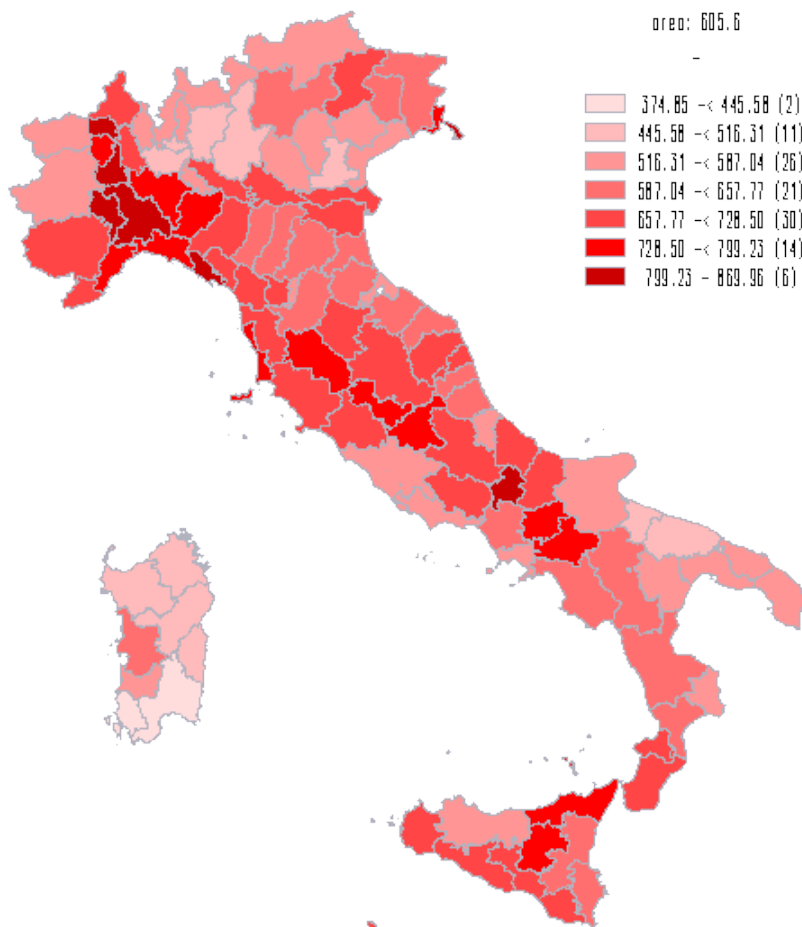 area: 605.6
-
374.85 -< 445.58 (2)
445.58 -< 516.31 (11)
516.31 -< 587.04 (26)
587.04 -< 657.77 (21)
657.77 -< 728.50 (30)
728.50 -< 799.23 (14)
799.23 - 869.96 (6)